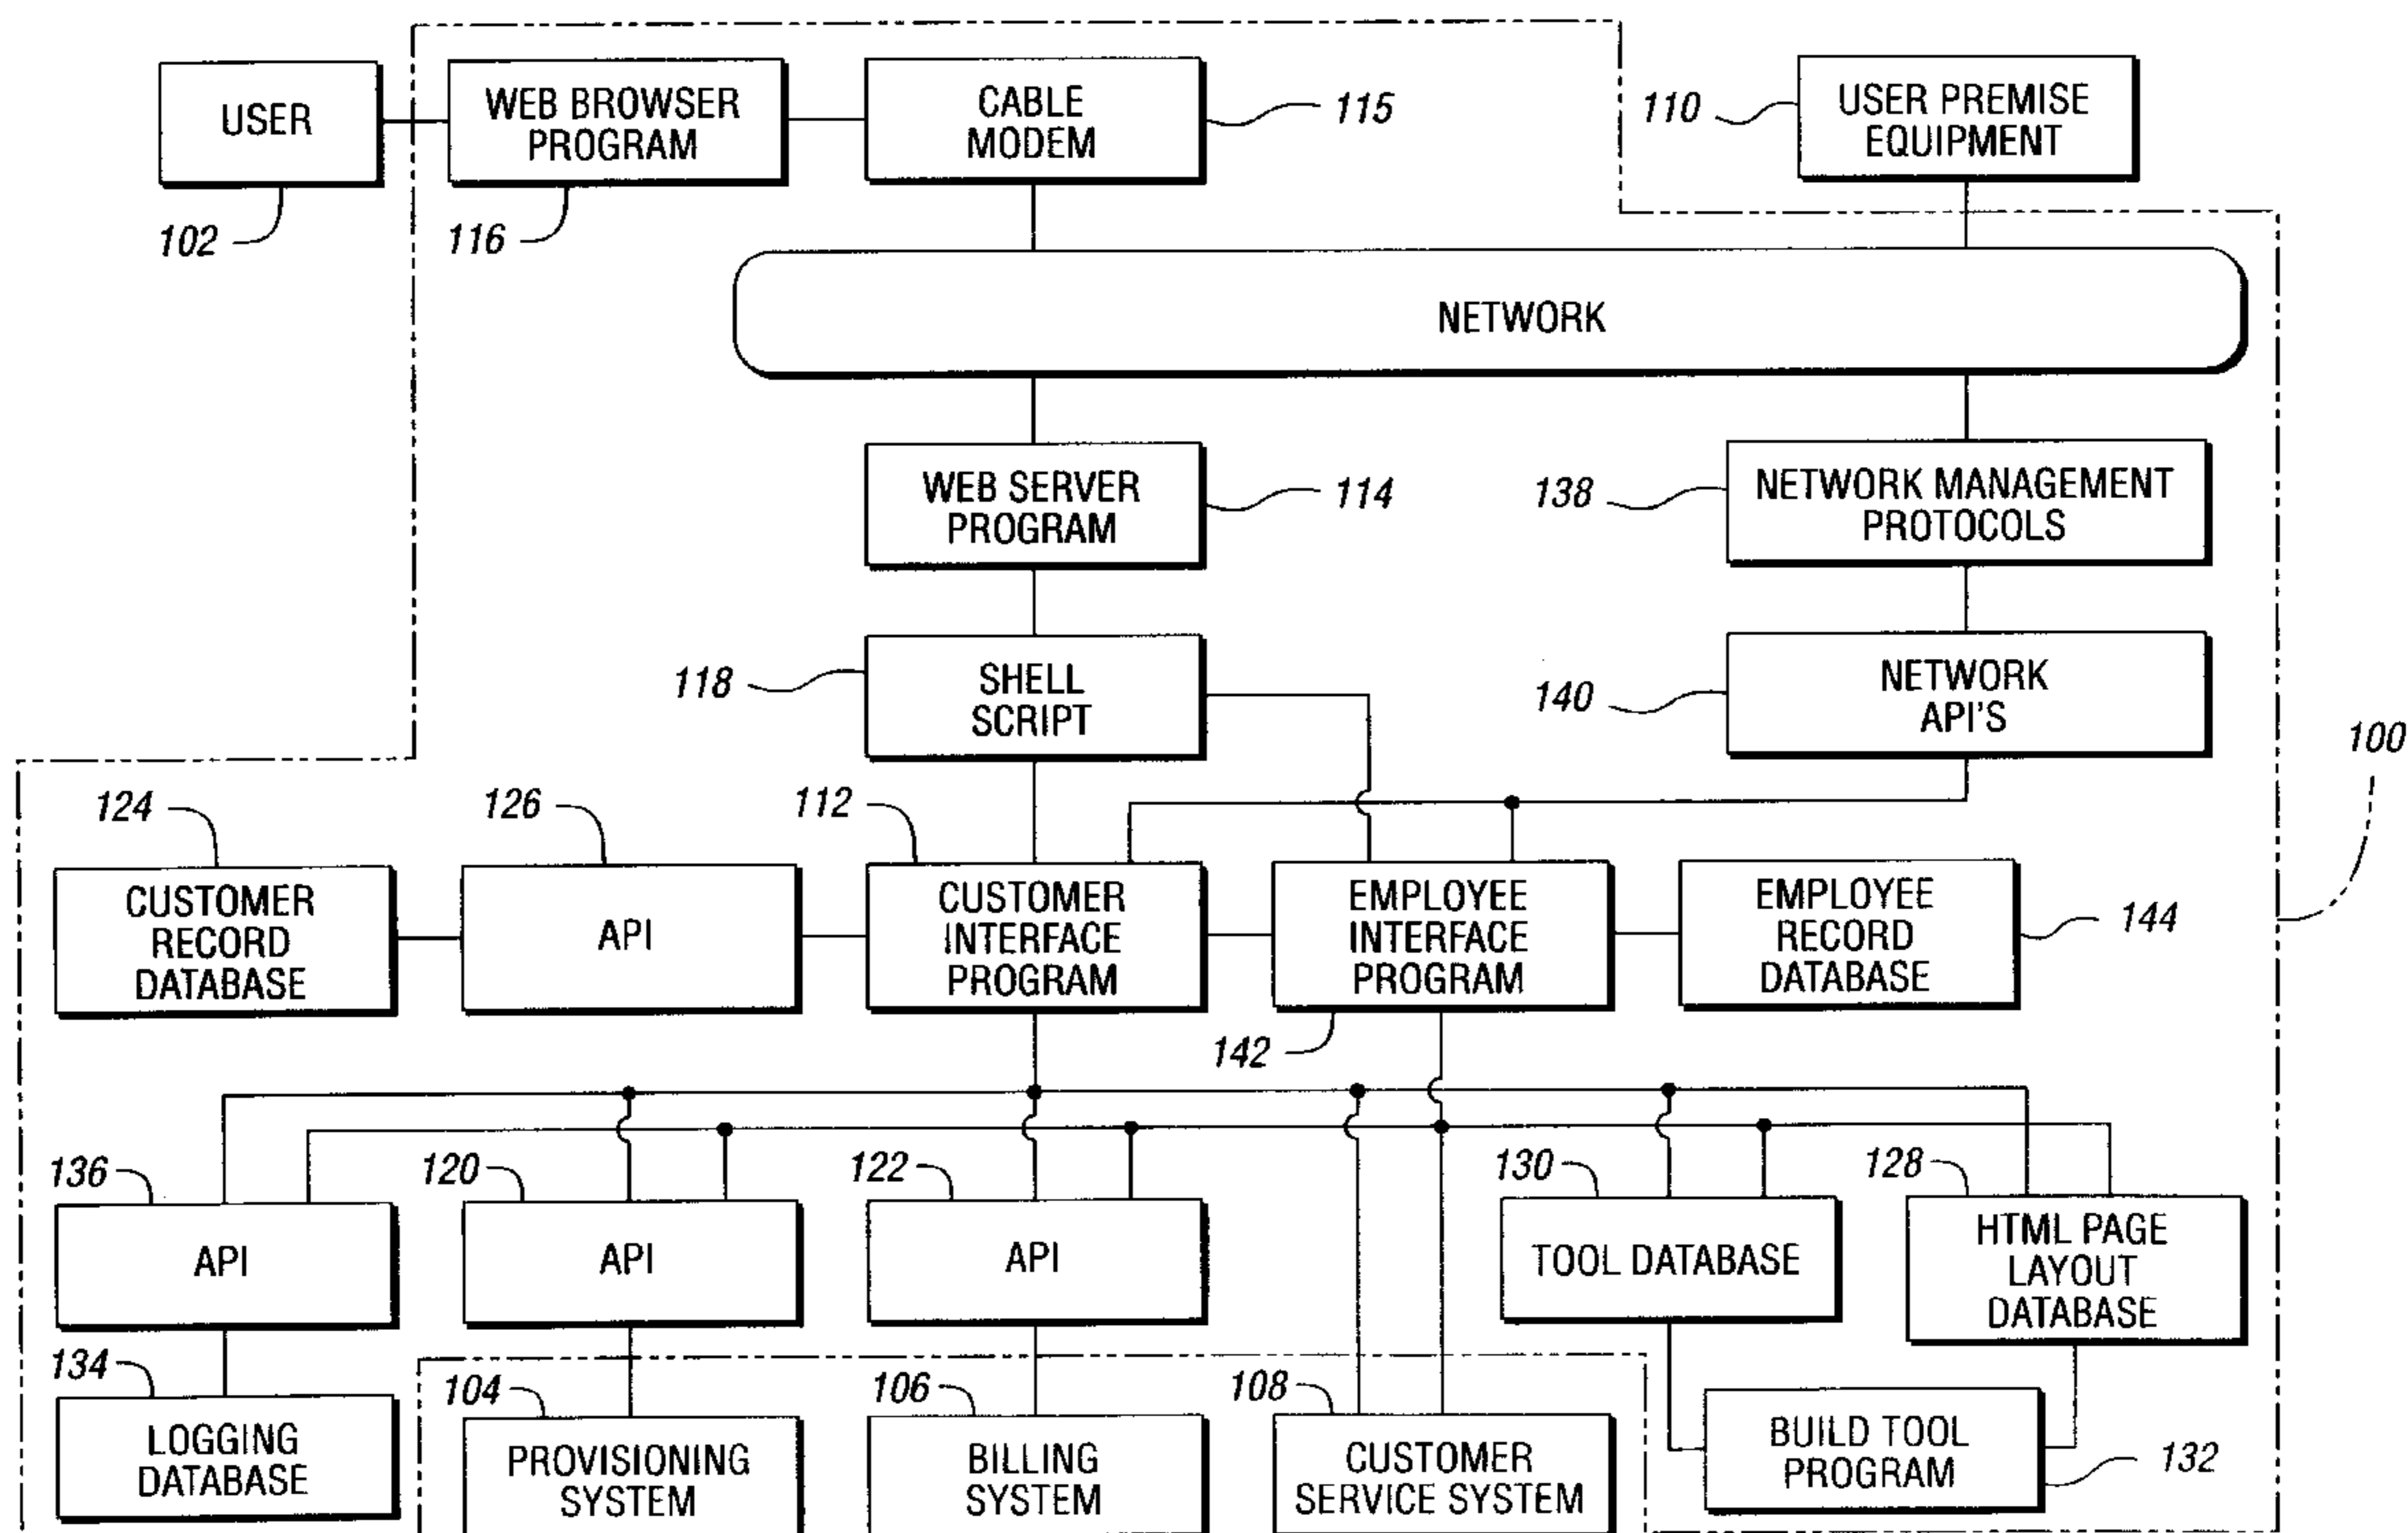 USER
102
WEB BROWSER
PROGRAM
116
CABLE
MODEM
115
110
USER PREMISE
EQUIPMENT
NETWORK
WEB SERVER
PROGRAM
114
138
NETWORK MANAGEMENT
PROTOCOLS
118
SHELL
SCRIPT
140
NETWORK
API'S
100
124
CUSTOMER
RECORD
DATABASE
126
API
112
CUSTOMER
INTERFACE
PROGRAM
EMPLOYEE
INTERFACE
PROGRAM
142
EMPLOYEE
RECORD
DATABASE
144
136
API
120
API
122
API
130
TOOL DATABASE
128
HTML PAGE
LAYOUT
DATABASE
134
LOGGING
DATABASE
104
PROVISIONING
SYSTEM
106
BILLING
SYSTEM
108
CUSTOMER
SERVICE SYSTEM
BUILD TOOL
PROGRAM
132